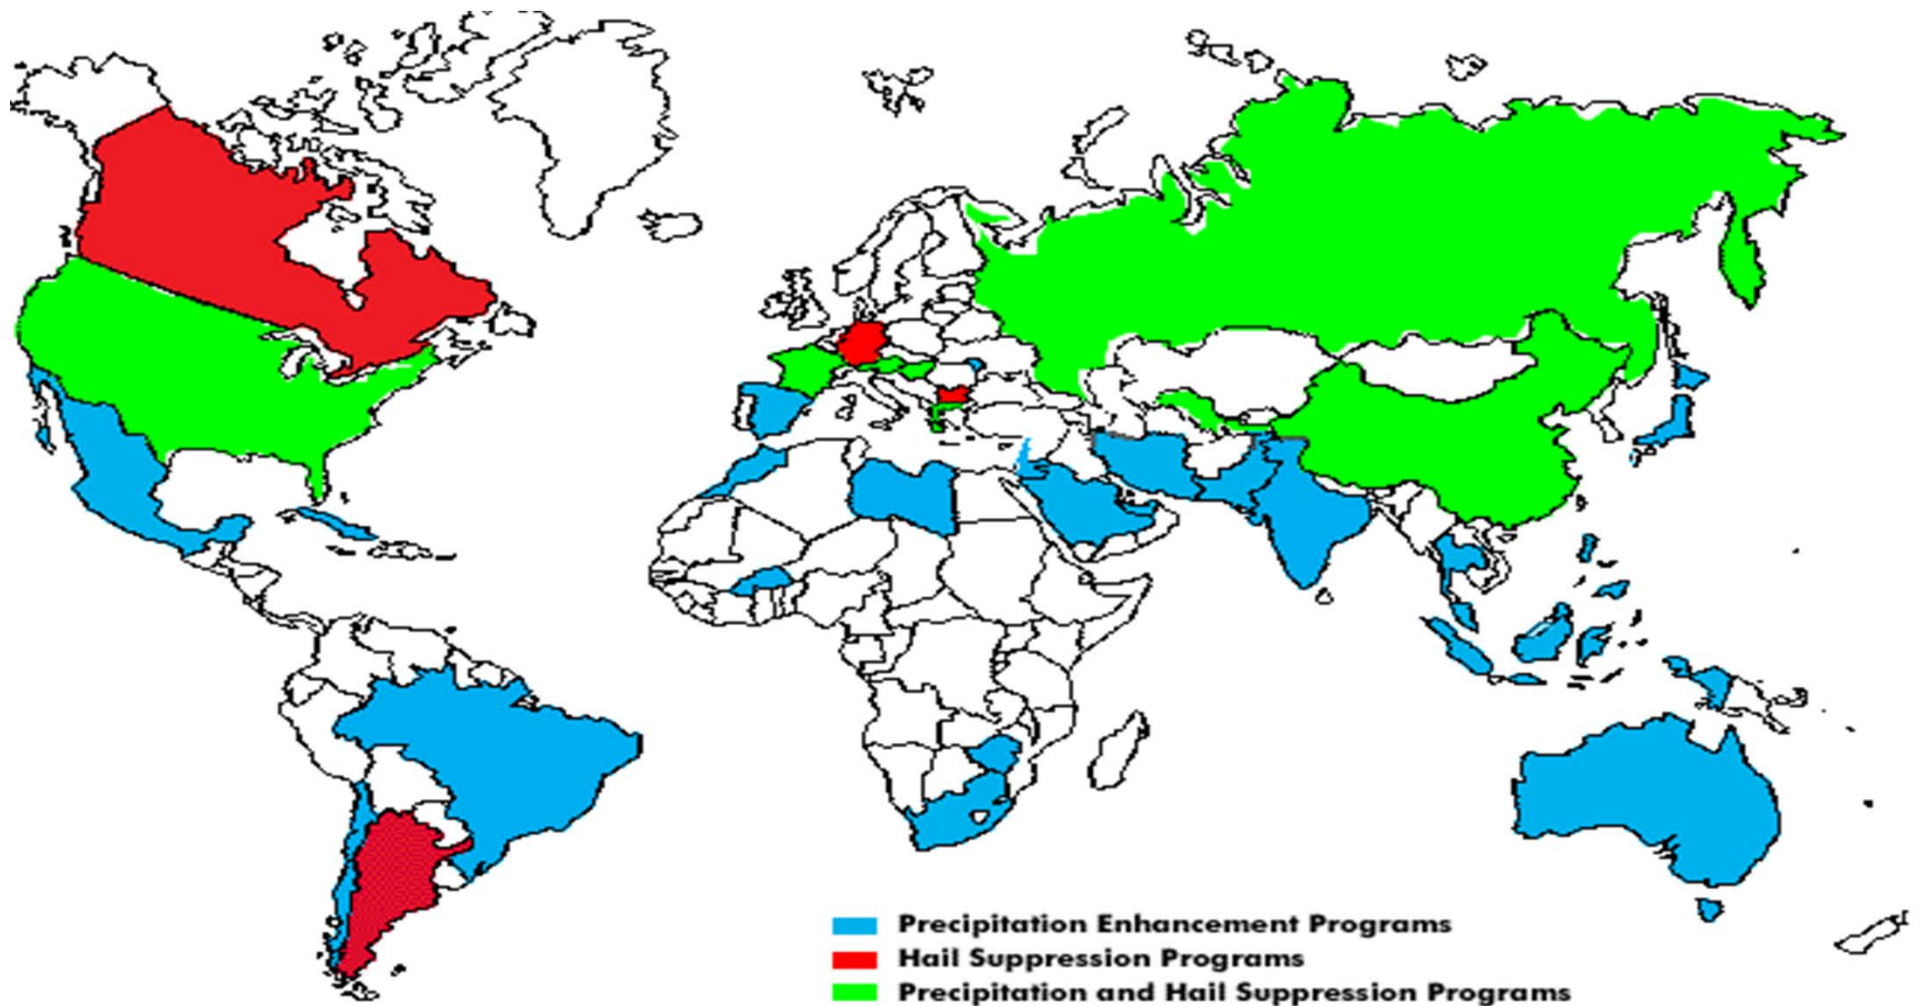 Precipitation Enhancement Programs
Hail Suppression Programs
Precipitation and Hail Suppression Programs